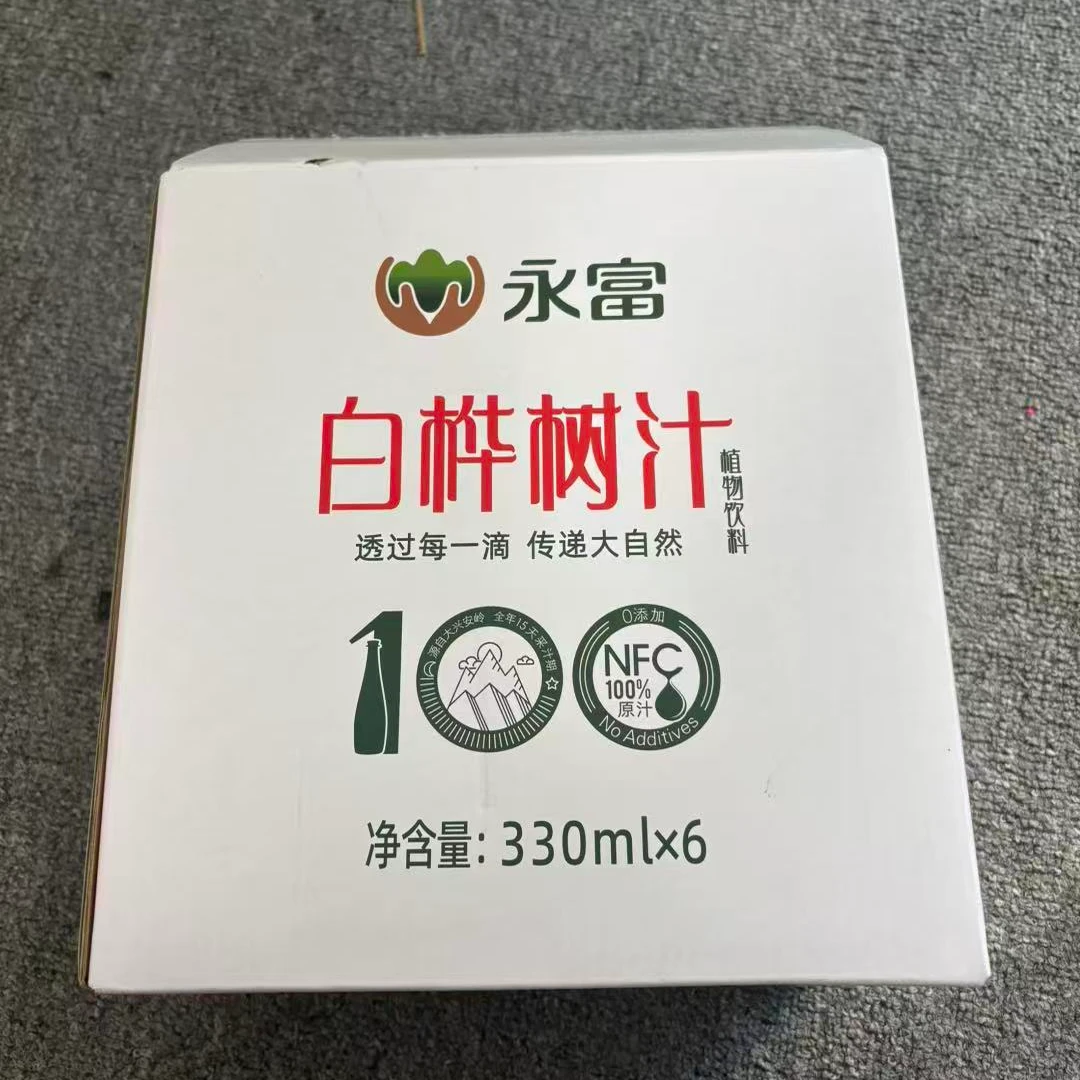 永富
白桦树汁
植物饮料
透过每一滴 传递大自然
100
源自大兴安岭 全年15天采汁期
0添加
NFC
100%
原汁
No Additives
净含量:330ml×6